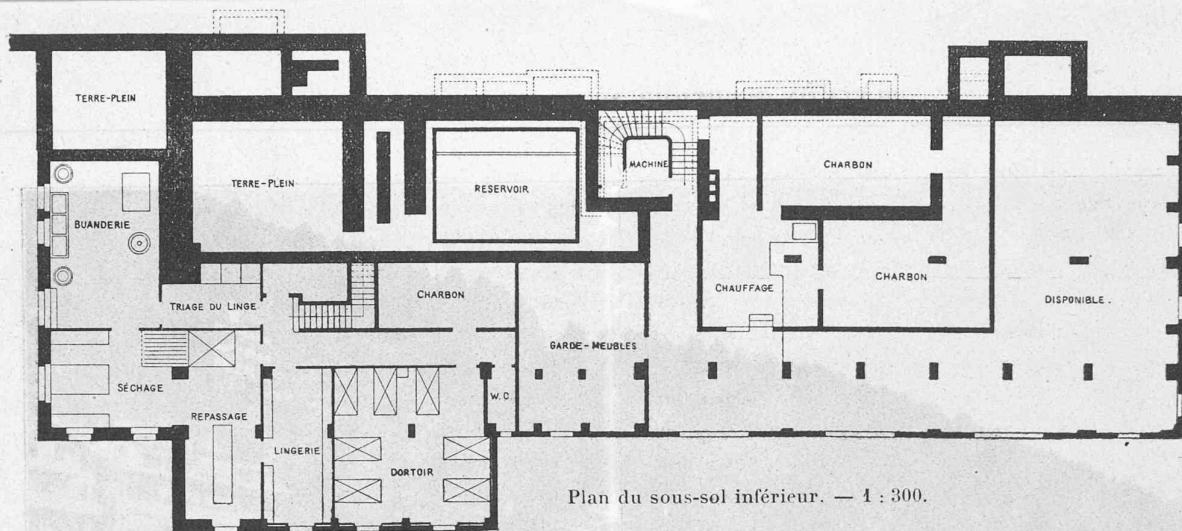 TERRE-PLEIN
MACHINE
CHARBON
TERRE-PLEIN
RESERVOIR
BUANDERIE
CHARBON
CHAUFFAGE
CHARBON
DISPONIBLE.
TRIAGE DU LINGE
GARDE-MEUBLES
SÉCHAGE
W.C.
REPASSAGE
LINGERIE
DORTOIR
Plan du sous-sol inférieur. — 1 : 300.